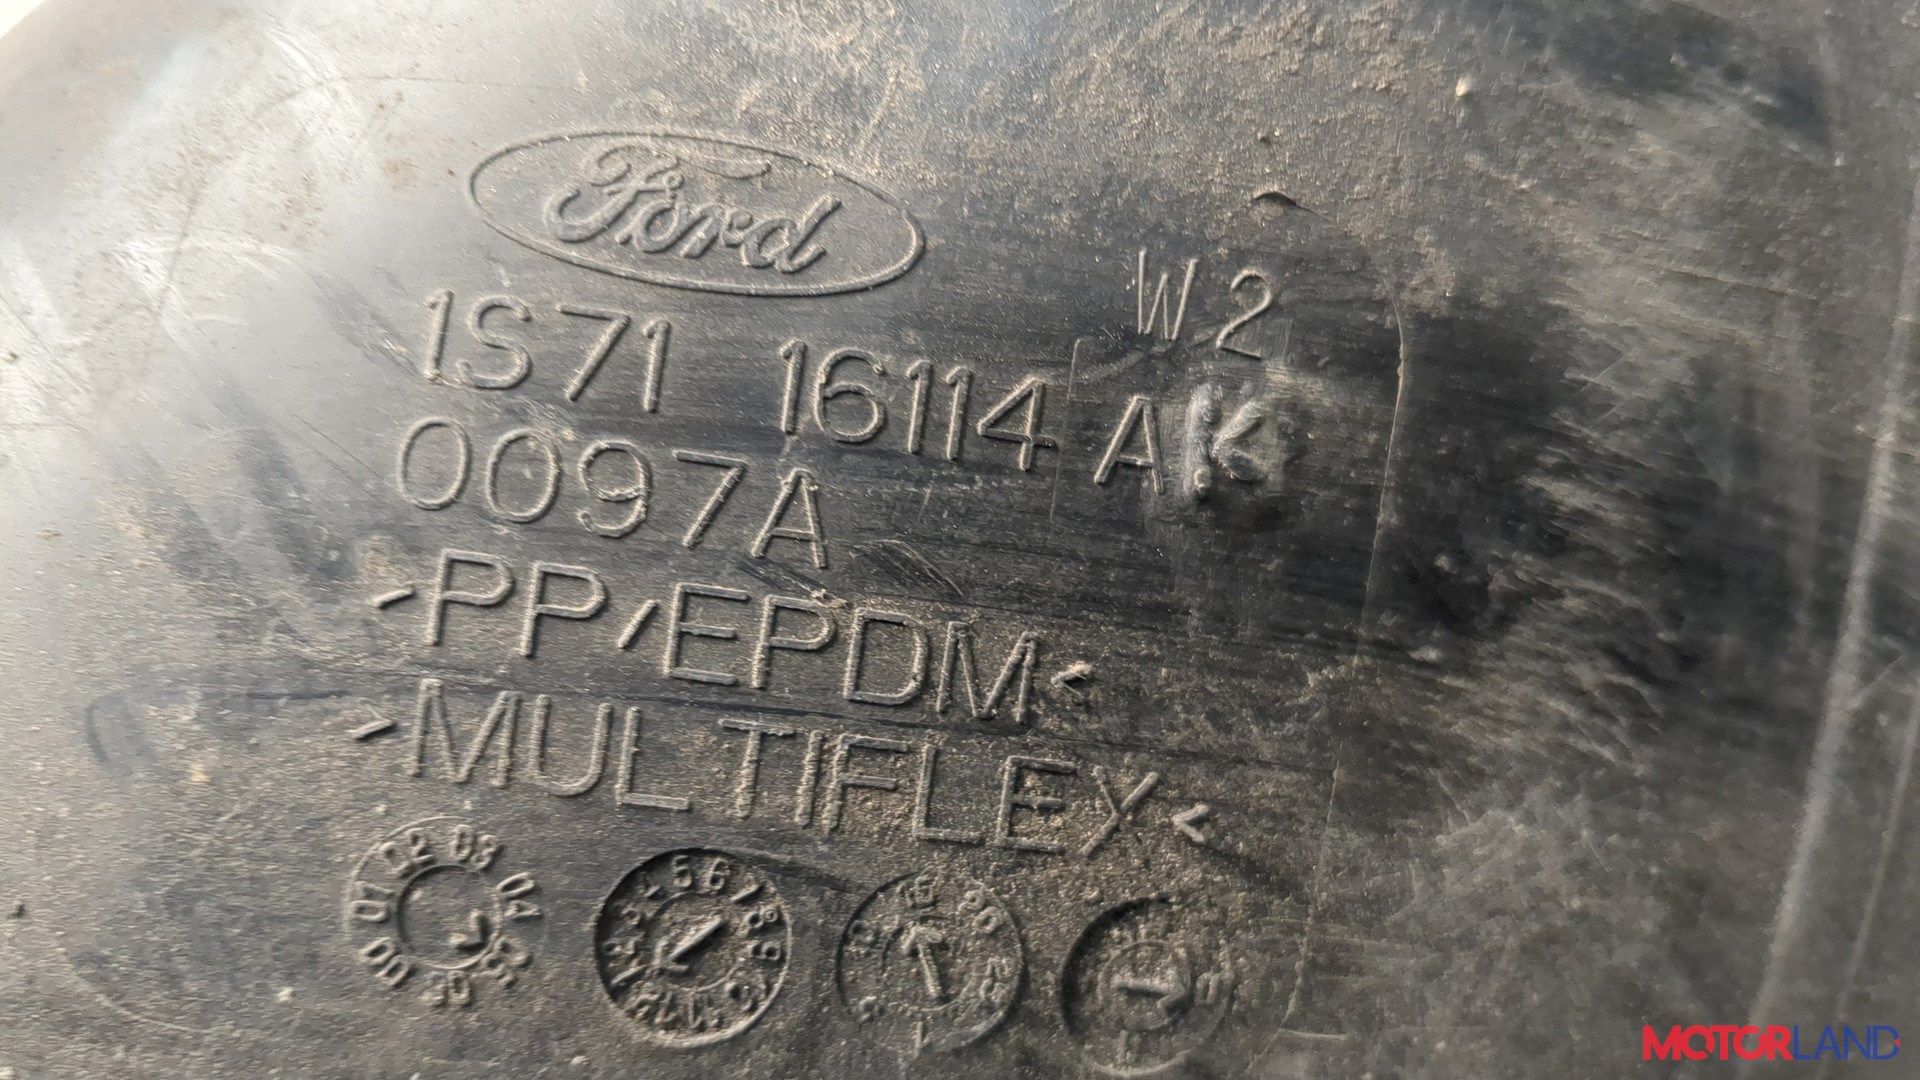 Ford
W2
1S71 16114 AK
0097A
>PP/EPDM<
>MULTIFLEX<
MOTORLAND